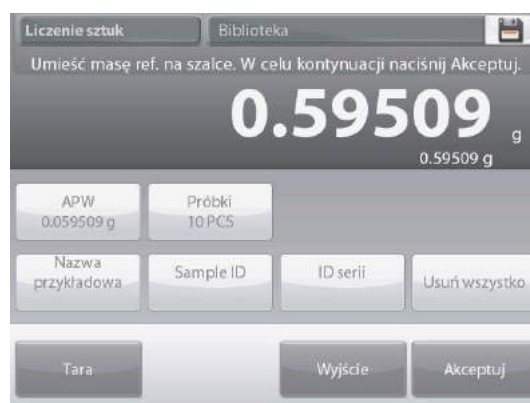 Liczenie sztuk
Biblioteka
Umieść masę ref. na szalce. W celu kontynuacji naciśnij Akceptuj.
0.59509 g
0.59509 g
APW
0.059509 g
Próbki
10 PCS
Nazwa
przykładowa
Sample ID
ID serii
Usuń wszystko
Tara
Wyjście
Akceptuj